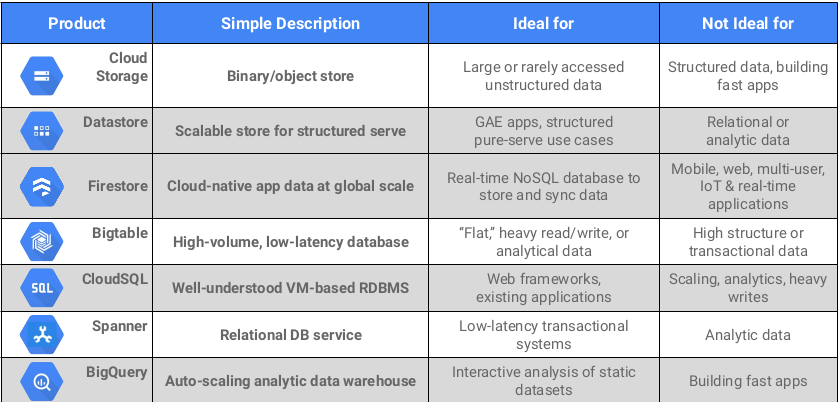 Product
Simple Description
Ideal for
Not Ideal for
Cloud
Storage
Binary/object store
Large or rarely accessed
unstructured data
Structured data, building
fast apps
Datastore
Scalable store for structured serve
GAE apps, structured
pure-serve use cases
Relational or
analytic data
Firestore
Cloud-native app data at global scale
Real-time NoSQL database to
store and sync data
Mobile, web, multi-user,
IoT & real-time
applications
Bigtable
High-volume, low-latency database
“Flat,” heavy read/write, or
analytical data
High structure or
transactional data
SQL
CloudSQL
Well-understood VM-based RDBMS
Web frameworks,
existing applications
Scaling, analytics, heavy
writes
Spanner
Relational DB service
Low-latency transactional
systems
Analytic data
BigQuery
Auto-scaling analytic data warehouse
Interactive analysis of static
datasets
Building fast apps